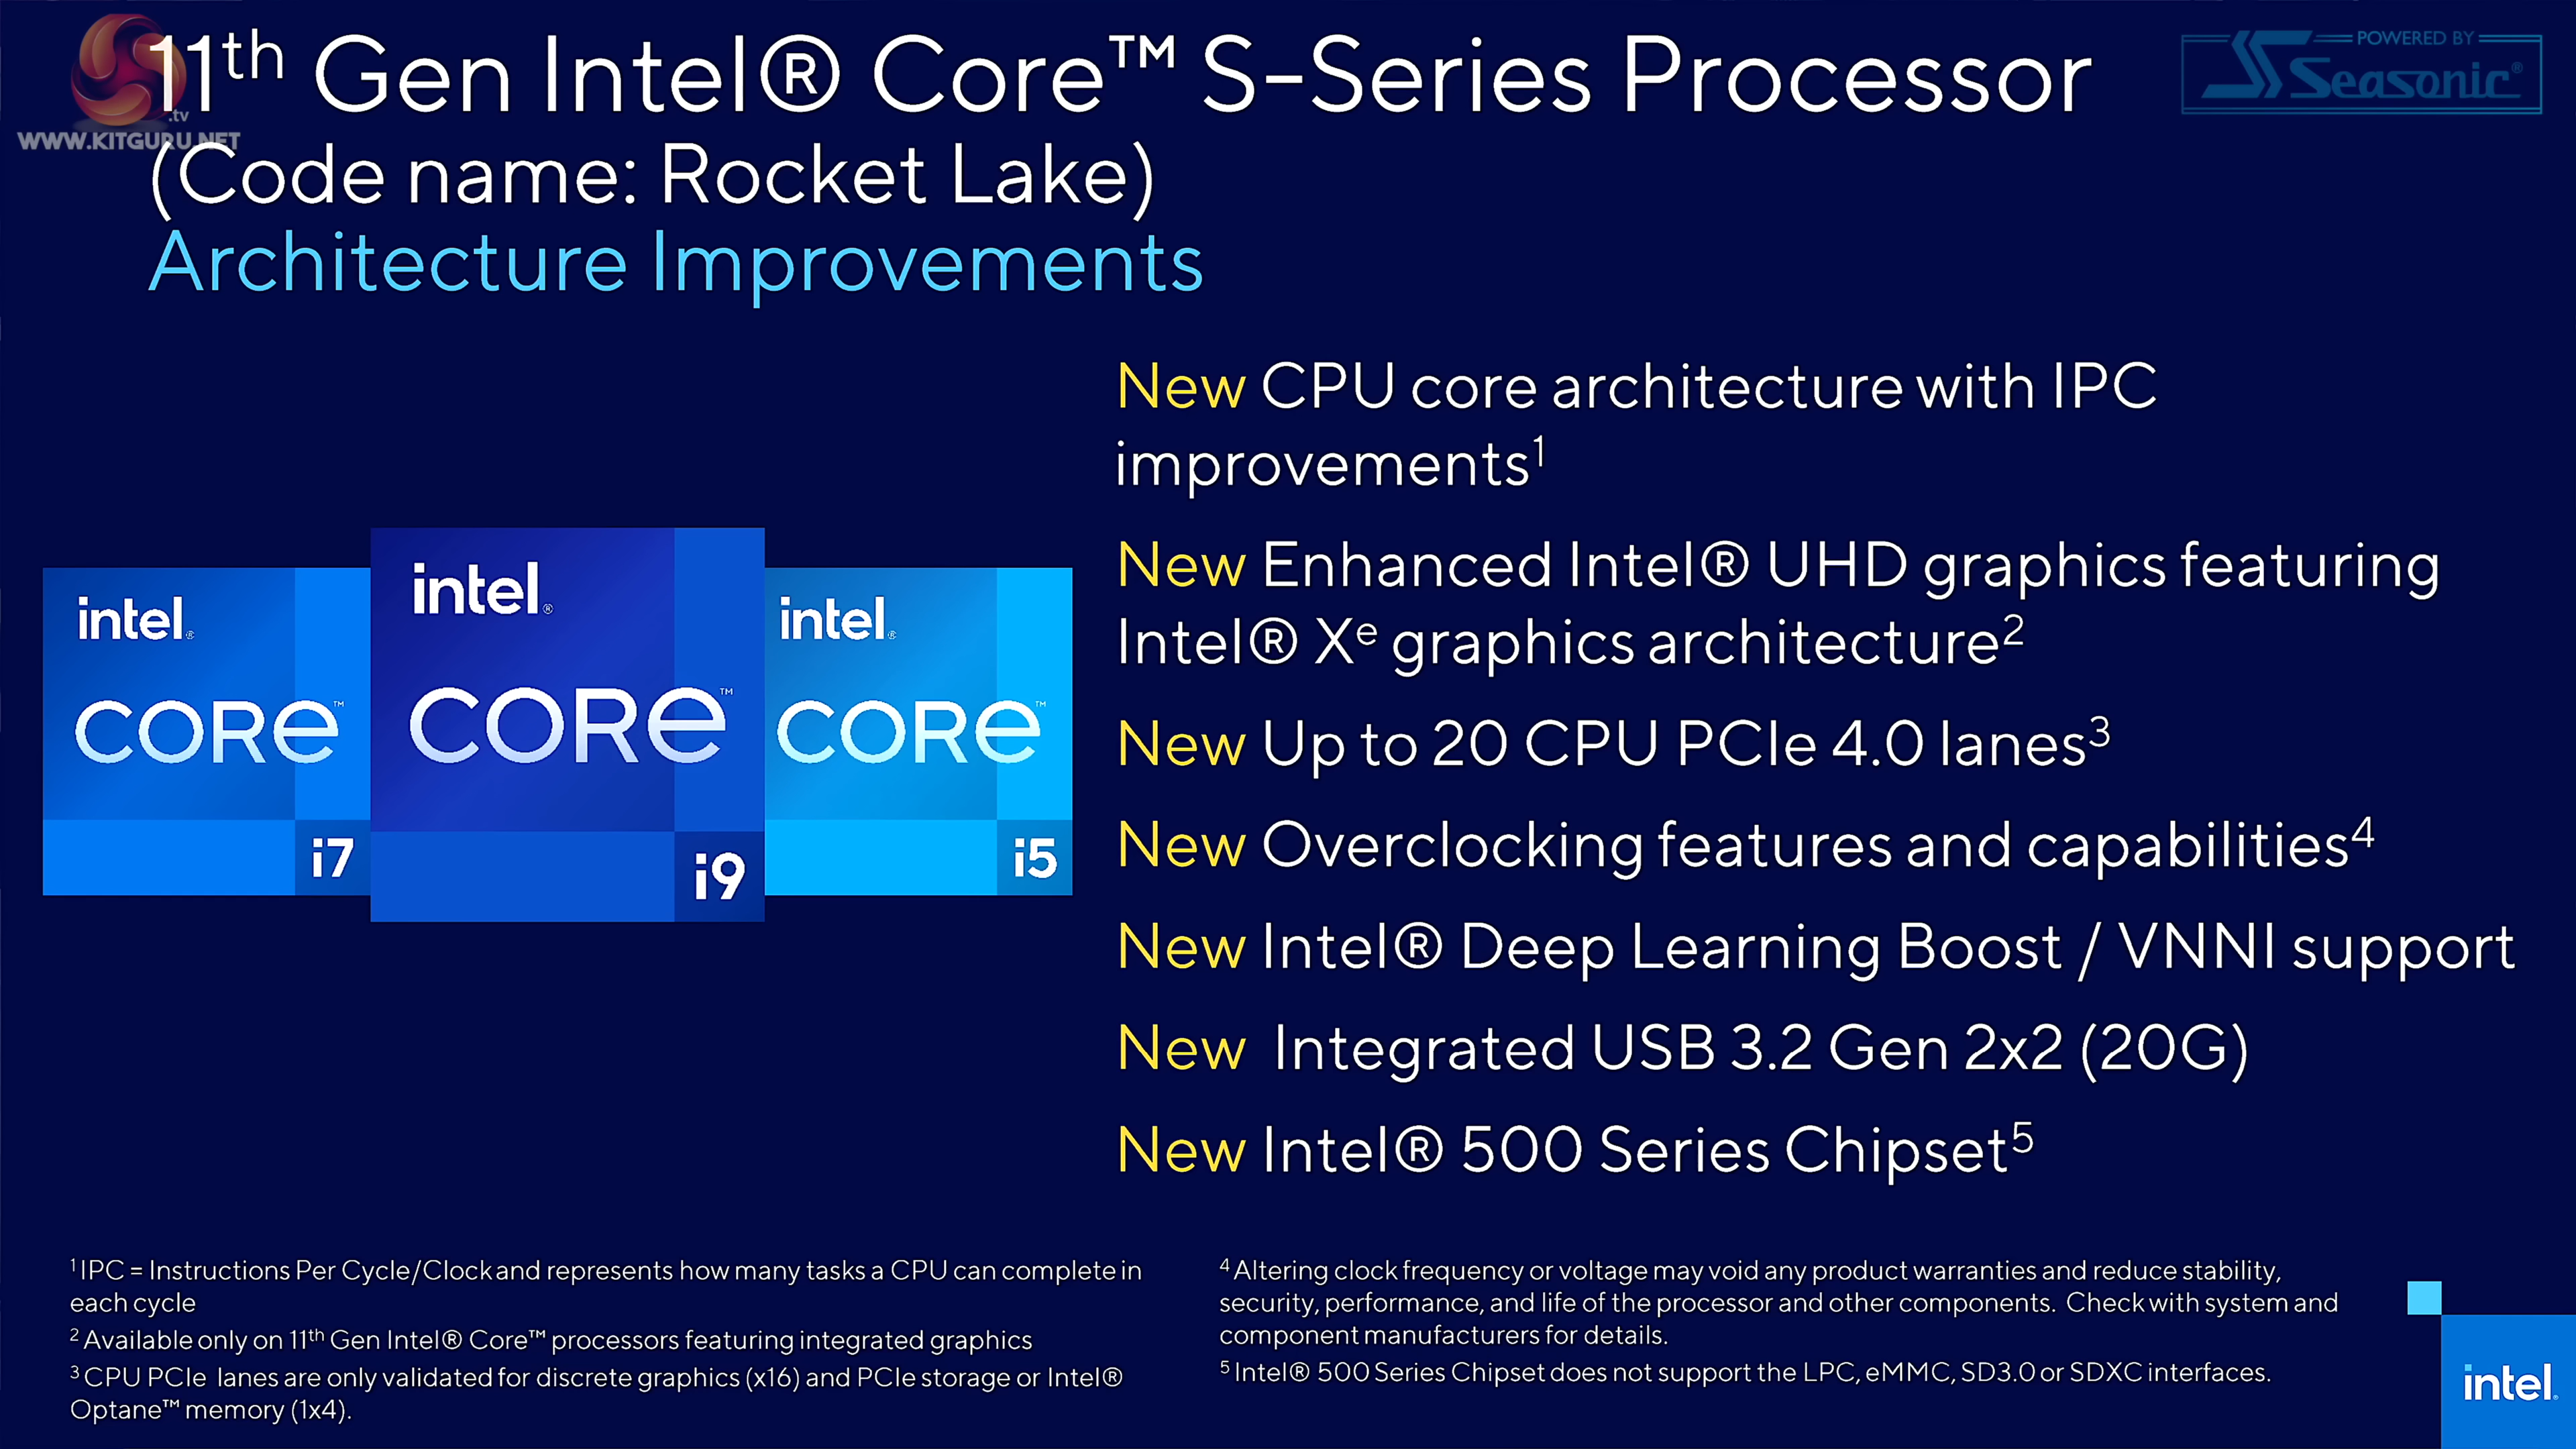 11th Gen Intel® Core™ S-Series Processor
.tv
WWW.KITGURU.NET
POWERED BY
Seasonic®
(Code name: Rocket Lake)
Architecture Improvements
New CPU core architecture with IPC
improvements¹
New Enhanced Intel® UHD graphics featuring
Intel® Xᵉ graphics architecture²
New Up to 20 CPU PCIe 4.0 lanes³
New Overclocking features and capabilities⁴
New Intel® Deep Learning Boost / VNNI support
New Integrated USB 3.2 Gen 2x2 (20G)
New Intel® 500 Series Chipset⁵
intel®
CORe™
i7
intel®
CORe™
i9
intel®
CORe™
i5
¹ IPC = Instructions Per Cycle/Clock and represents how many tasks a CPU can complete in
each cycle
² Available only on 11th Gen Intel® Core™ processors featuring integrated graphics
³ CPU PCIe lanes are only validated for discrete graphics (x16) and PCIe storage or Intel®
Optane™ memory (1x4).
⁴ Altering clock frequency or voltage may void any product warranties and reduce stability,
security, performance, and life of the processor and other components. Check with system and
component manufacturers for details.
⁵ Intel® 500 Series Chipset does not support the LPC, eMMC, SD3.0 or SDXC interfaces.
intel®